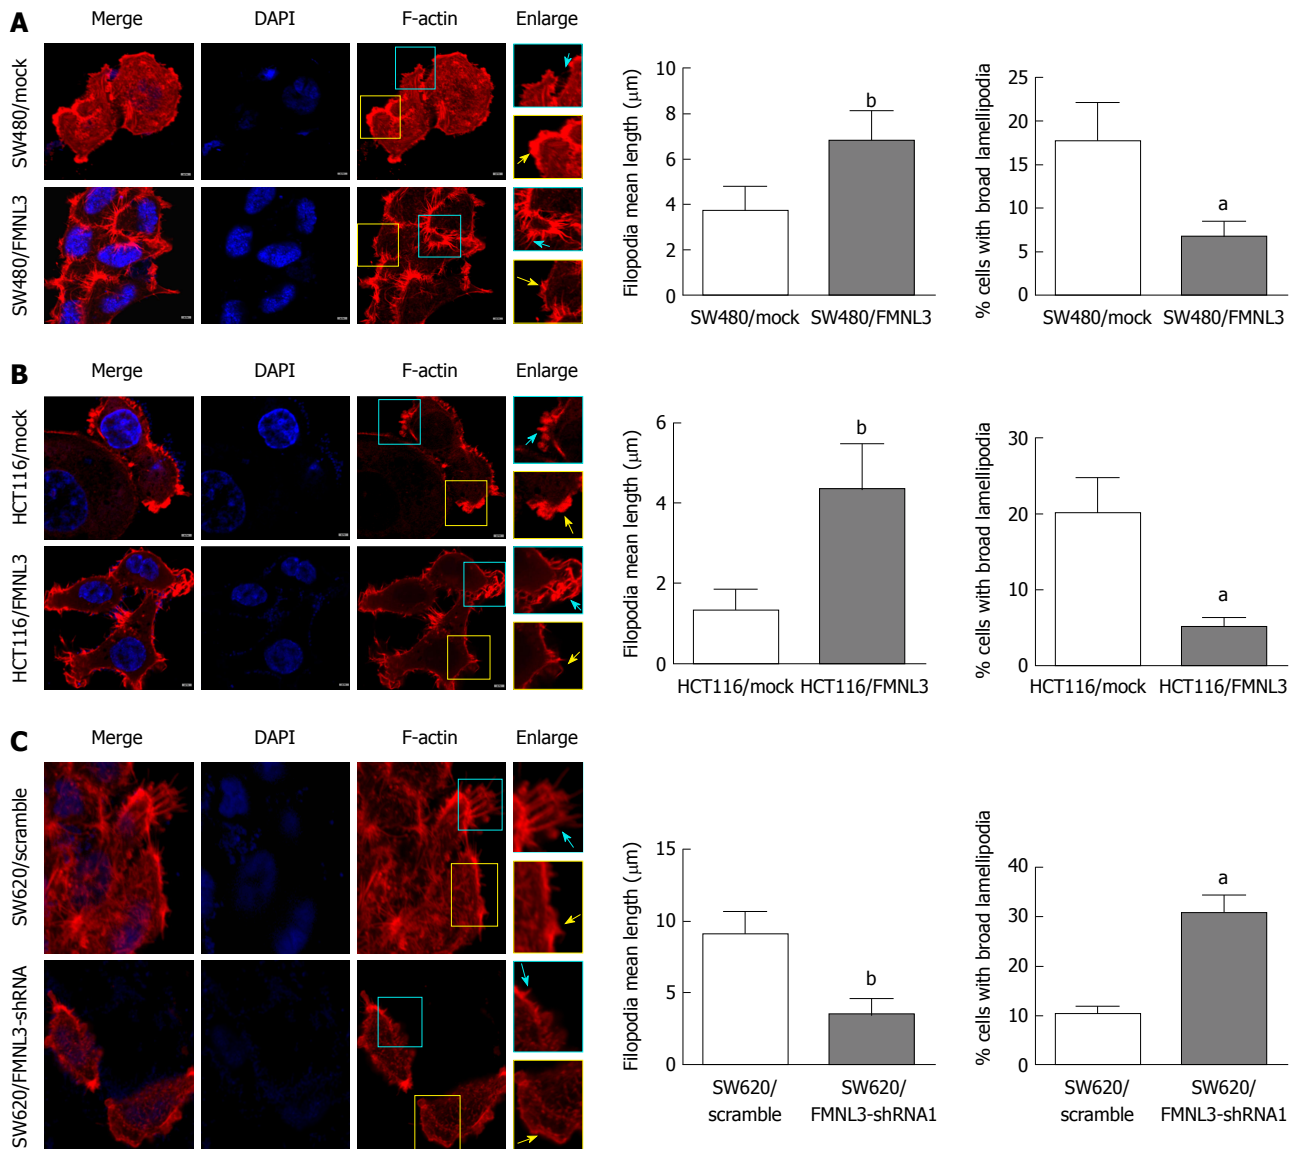 A
Merge DAPI F-actin Enlarge
SW480/mock
SW480/FMNL3
Filopodia mean length (μm)
10
8
6
4
2
0
b
SW480/mock SW480/FMNL3
% cells with broad lamellipodia
25
20
15
10
5
0
a
SW480/mock SW480/FMNL3
B
Merge DAPI F-actin Enlarge
HCT116/mock
HCT116/FMNL3
Filopodia mean length (μm)
6
4
2
0
b
HCT116/mock HCT116/FMNL3
% cells with broad lamellipodia
30
20
10
0
a
HCT116/mock HCT116/FMNL3
C
Merge DAPI F-actin Enlarge
SW620/scramble
SW620/FMNL3-shRNA
Filopodia mean length (μm)
15
10
5
0
b
SW620/ SW620/
scramble FMNL3-shRNA1
% cells with broad lamellipodia
40
30
20
10
0
a
SW620/ SW620/
scramble FMNL3-shRNA1